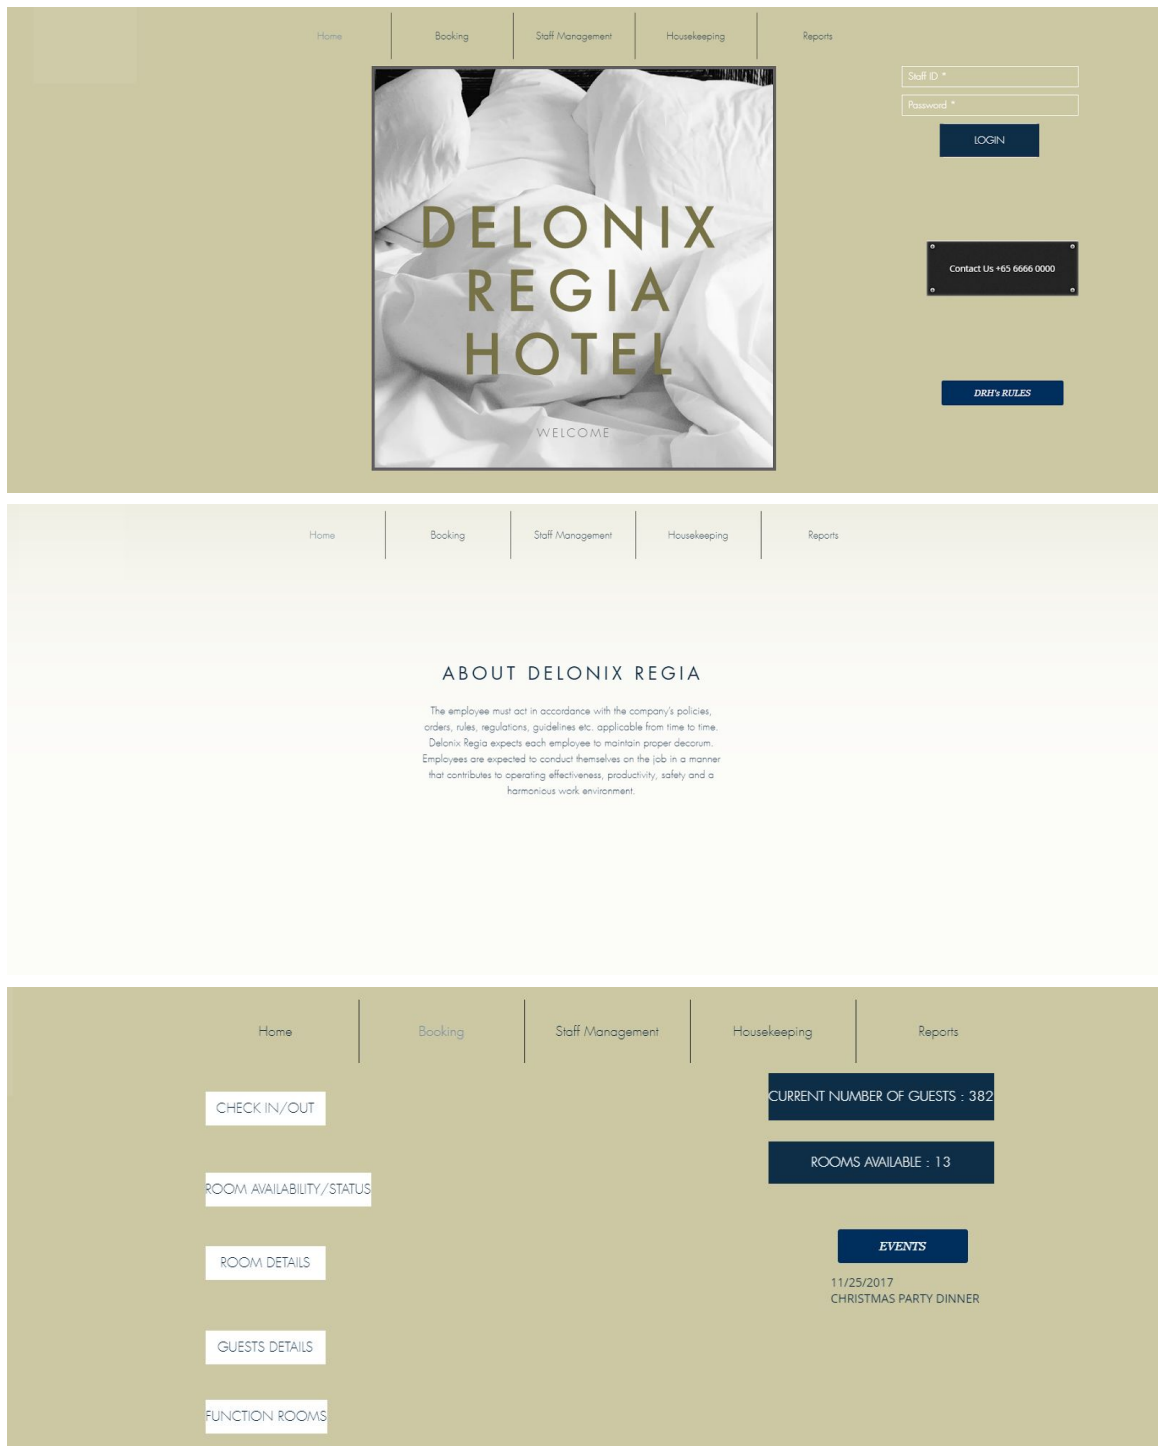 Home
Booking
Staff Management
Housekeeping
Reports
Staff ID *
Password *
LOGIN
DELONIX
REGIA
HOTEL
WELCOME
Contact Us +65 6666 0000
DRH's RULES
Home
Booking
Staff Management
Housekeeping
Reports
ABOUT DELONIX REGIA
The employee must act in accordance with the company's policies,
orders, rules, regulations, guidelines etc. applicable from time to time.
Delonix Regia expects each employee to maintain proper decorum.
Employees are expected to conduct themselves on the job in a manner
that contributes to operating effectiveness, productivity, safety and a
harmonious work environment.
Home
Booking
Staff Management
Housekeeping
Reports
CHECK IN/OUT
ROOM AVAILABILITY/STATUS
ROOM DETAILS
GUESTS DETAILS
FUNCTION ROOMS
CURRENT NUMBER OF GUESTS : 382
ROOMS AVAILABLE : 13
EVENTS
11/25/2017
CHRISTMAS PARTY DINNER